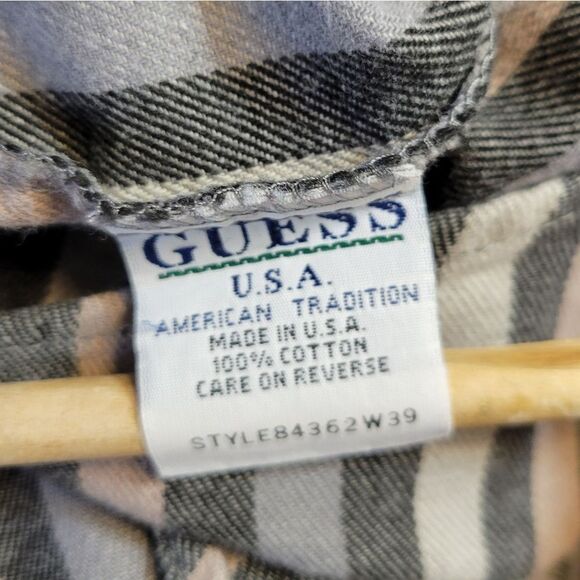 GUESS
U.S.A.
AMERICAN TRADITION
MADE IN U.S.A.
100% COTTON
CARE ON REVERSE
STYLE84362W39